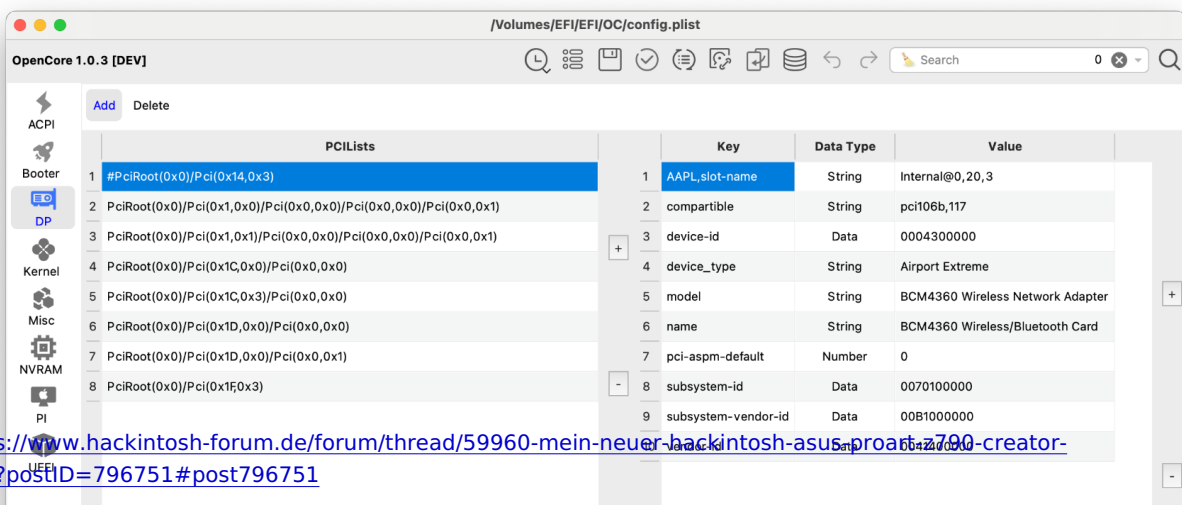 /Volumes/EFI/EFI/OC/config.plist
OpenCore 1.0.3 [DEV]
Search 0
ACPI
Booter
DP
Kernel
Misc
NVRAM
PI
UEFI
Add Delete
PCILists
1 #PciRoot(0x0)/Pci(0x14,0x3)
2 PciRoot(0x0)/Pci(0x1,0x0)/Pci(0x0,0x0)/Pci(0x0,0x0)/Pci(0x0,0x1)
3 PciRoot(0x0)/Pci(0x1,0x1)/Pci(0x0,0x0)/Pci(0x0,0x0)/Pci(0x0,0x1)
4 PciRoot(0x0)/Pci(0x1C,0x0)/Pci(0x0,0x0)
5 PciRoot(0x0)/Pci(0x1C,0x3)/Pci(0x0,0x0)
6 PciRoot(0x0)/Pci(0x1D,0x0)/Pci(0x0,0x0)
7 PciRoot(0x0)/Pci(0x1D,0x0)/Pci(0x0,0x1)
8 PciRoot(0x0)/Pci(0x1F,0x3)
+
-
Key Data Type Value
1 AAPL,slot-name String Internal@0,20,3
2 compartible String pci106b,117
3 device-id Data 0004300000
4 device_type String Airport Extreme
5 model String BCM4360 Wireless Network Adapter
6 name String BCM4360 Wireless/Bluetooth Card
7 pci-aspm-default Number 0
8 subsystem-id Data 0070100000
9 subsystem-vendor-id Data 00B1000000
10 vendor-id Data
+
-
s://www.hackintosh-forum.de/forum/thread/59960-mein-neuer-hackintosh-asus-proart-z790-creator-
?postID=796751#post796751